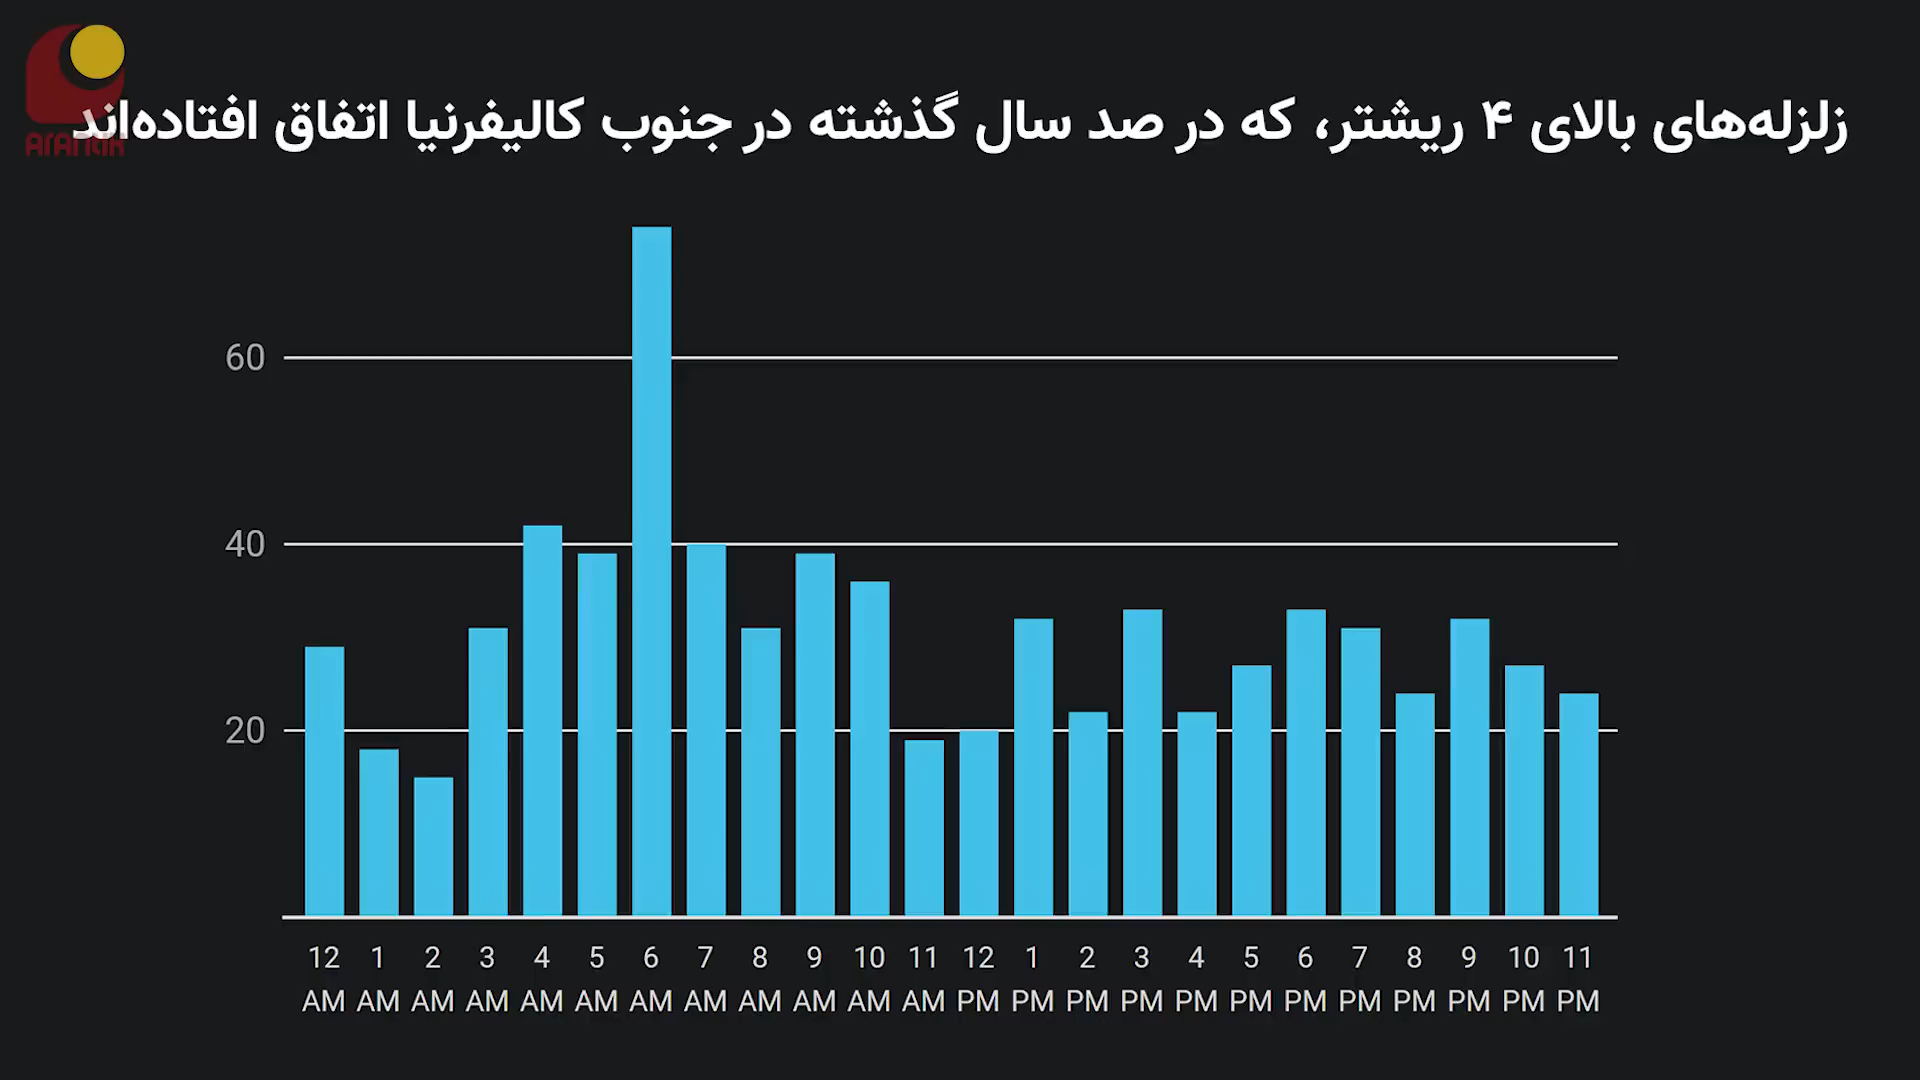 زلزله‌های بالای ۴ ریشتر، که در صد سال گذشته در جنوب کالیفرنیا اتفاق افتاده‌اند
60
40
20
12 1 2 3 4 5 6 7 8 9 10 11 12 1 2 3 4 5 6 7 8 9 10 11
AM AM AM AM AM AM AM AM AM AM AM AM PM PM PM PM PM PM PM PM PM PM PM PM